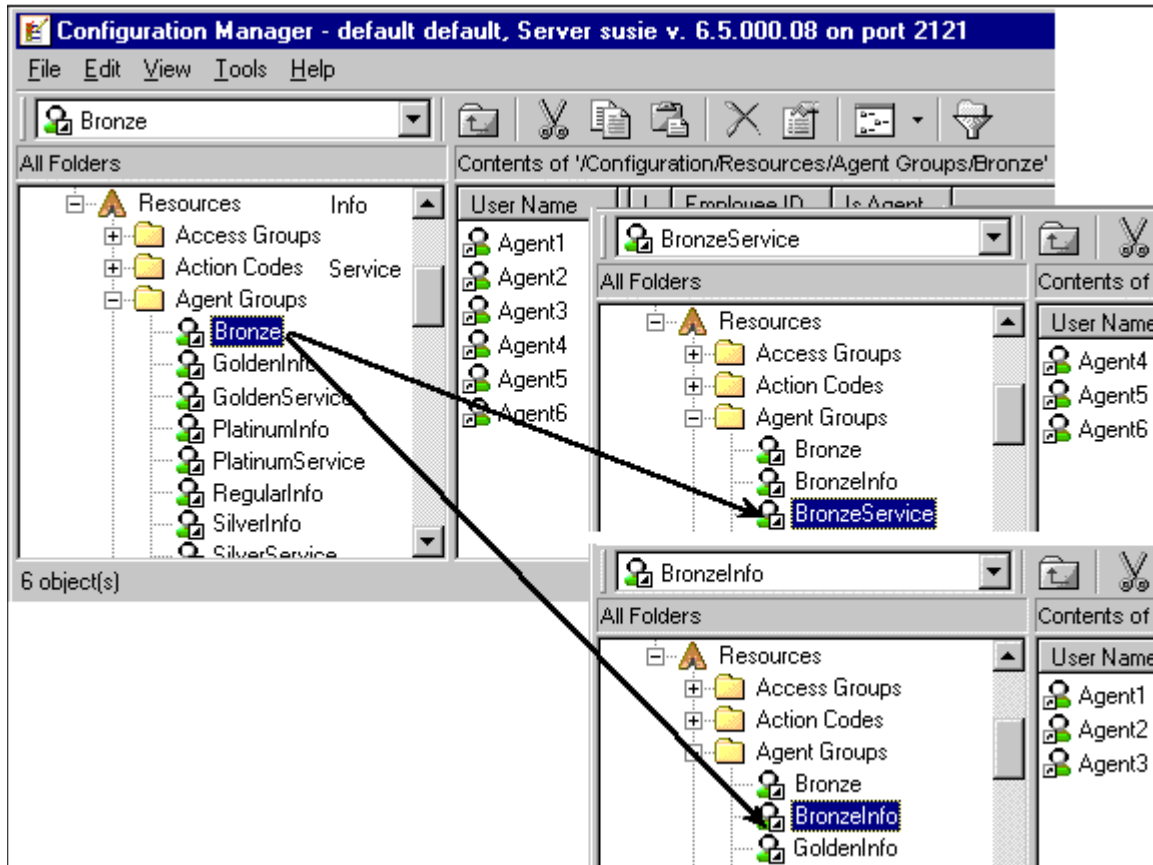 Configuration Manager - default default, Server susie v. 6.5.000.08 on port 2121
File Edit View Tools Help
Bronze
All Folders
Contents of '/Configuration/Resources/Agent Groups/Bronze'
Resources Info
Access Groups
Action Codes Service
Agent Groups
Bronze
GoldenInfo
GoldenService
PlatinumInfo
PlatinumService
RegularInfo
SilverInfo
SilverService
User Name Employee ID Is Agent
Agent1
Agent2
Agent3
Agent4
Agent5
Agent6
6 object(s)
BronzeService
All Folders
Contents of
Resources
Access Groups
Action Codes
Agent Groups
Bronze
BronzeInfo
BronzeService
User Name
Agent4
Agent5
Agent6
BronzeInfo
All Folders
Contents of
Resources
Access Groups
Action Codes
Agent Groups
Bronze
BronzeInfo
GoldenInfo
User Name
Agent1
Agent2
Agent3